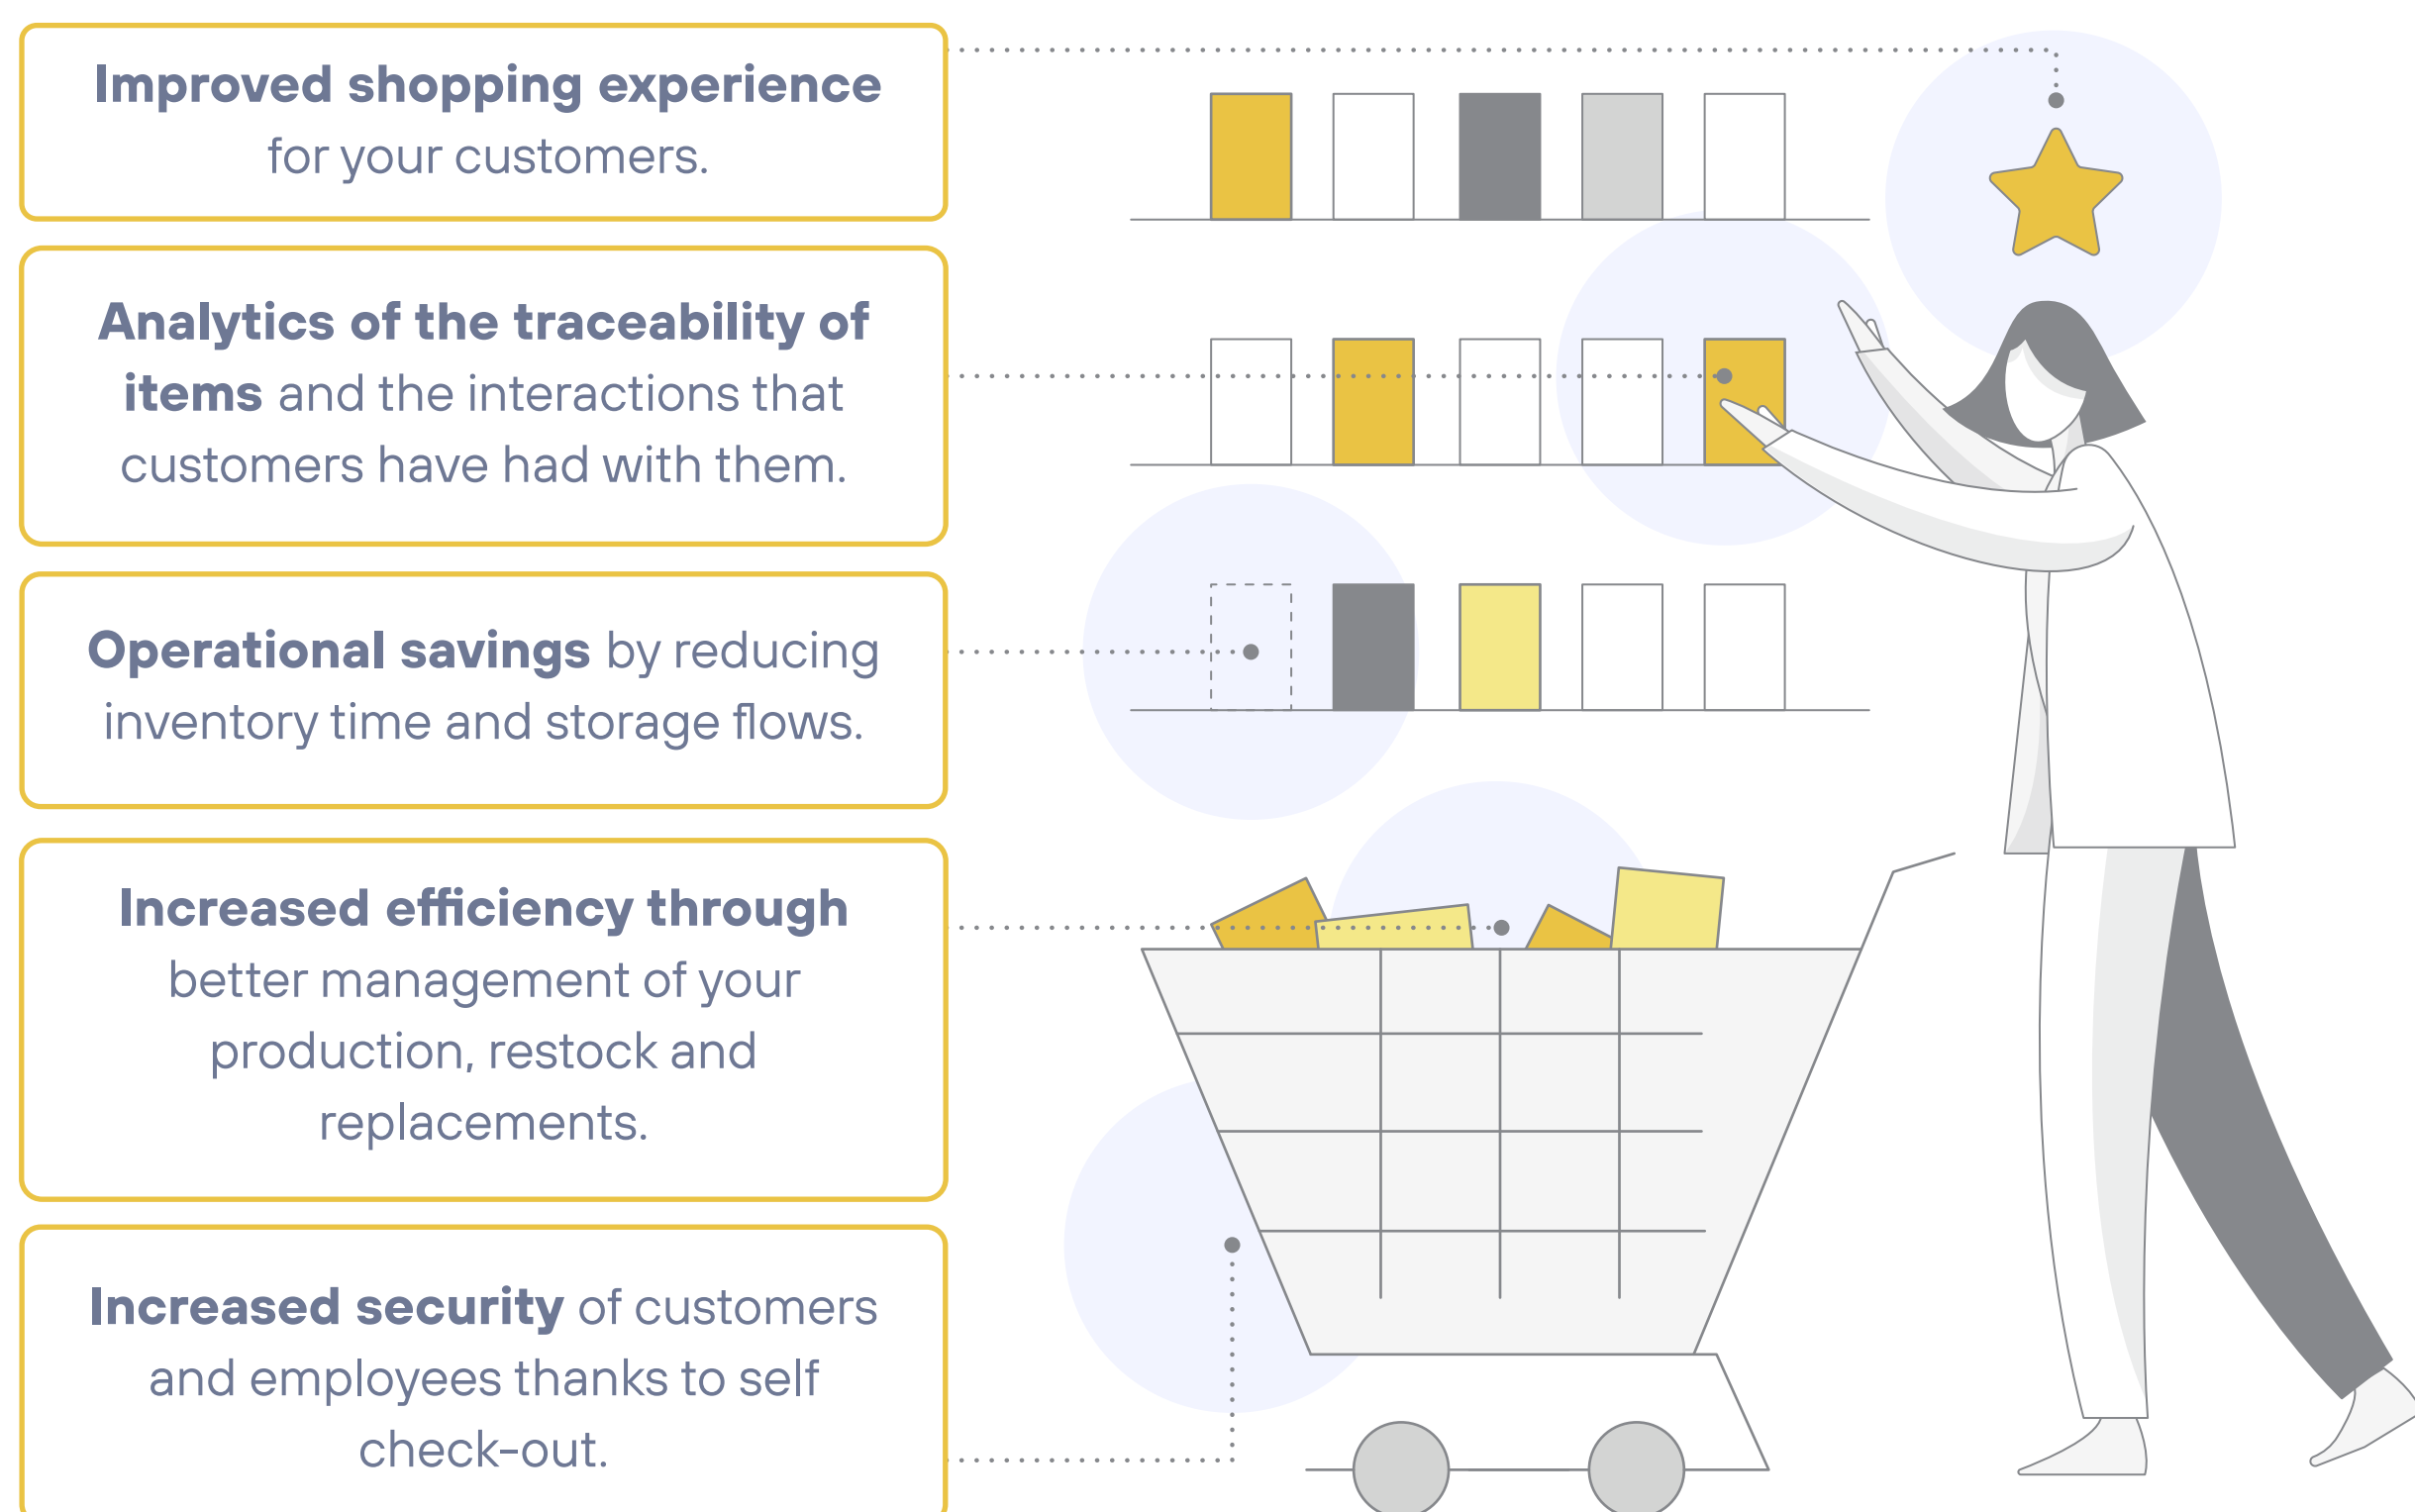 Improved shopping experience
for your customers.
Analytics of the traceability of
items and the interactions that
customers have had with them.
Operational savings by reducing
inventory time and storage flows.
Increased efficiency through
better management of your
production, restock and
replacements.
Increased security of customers
and employees thanks to self
check-out.